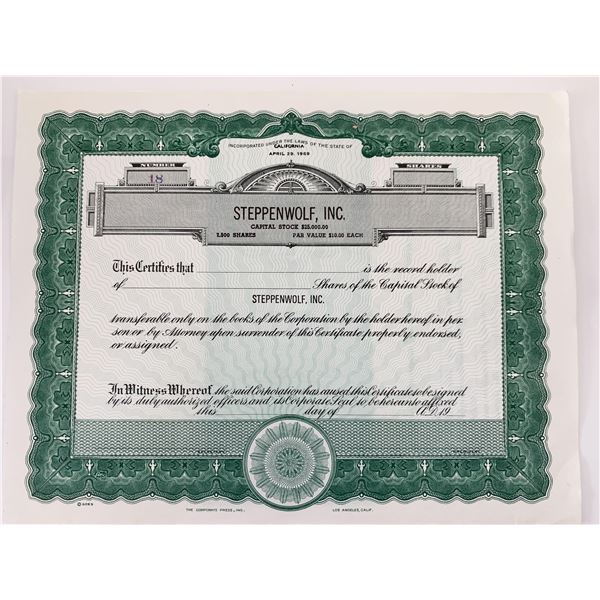 INCORPORATED UNDER THE LAWS OF THE STATE OF
CALIFORNIA
APRIL 29, 1969
NUMBER
18
SHARES
STEPPENWOLF, INC.
CAPITAL STOCK $25,000.00
2,500 SHARES PAR VALUE $10.00 EACH
This Certifies that is the record holder
of Shares of the Capital Stock of
STEPPENWOLF, INC.
transferable only on the books of the Corporation by the holder hereof in per-
son or by Attorney upon surrender of this Certificate properly endorsed,
or assigned.
In Witness Whereof, the said Corporation has caused this Certificate to be signed
by its duly authorized officers and its Corporate Seal to be hereunto affixed
this day of A.D. 19
THE CORPORATE PRESS, INC. LOS ANGELES, CALIF.